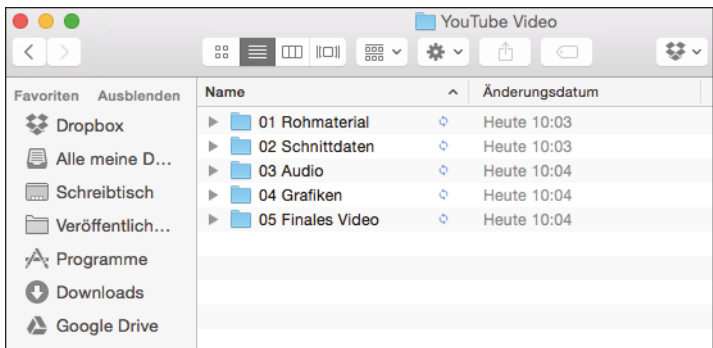 YouTube Video
Favoriten Ausblenden
Dropbox
Alle meine D...
Schreibtisch
Veröffentlich...
Programme
Downloads
Google Drive
Name Änderungsdatum
01 Rohmaterial Heute 10:03
02 Schnittdaten Heute 10:03
03 Audio Heute 10:04
04 Grafiken Heute 10:04
05 Finales Video Heute 10:04